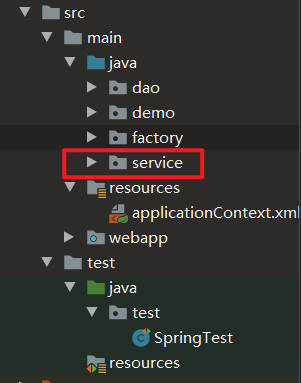 src
main
java
dao
demo
factory
service
resources
applicationContext.xml
webapp
test
java
test
SpringTest
resources